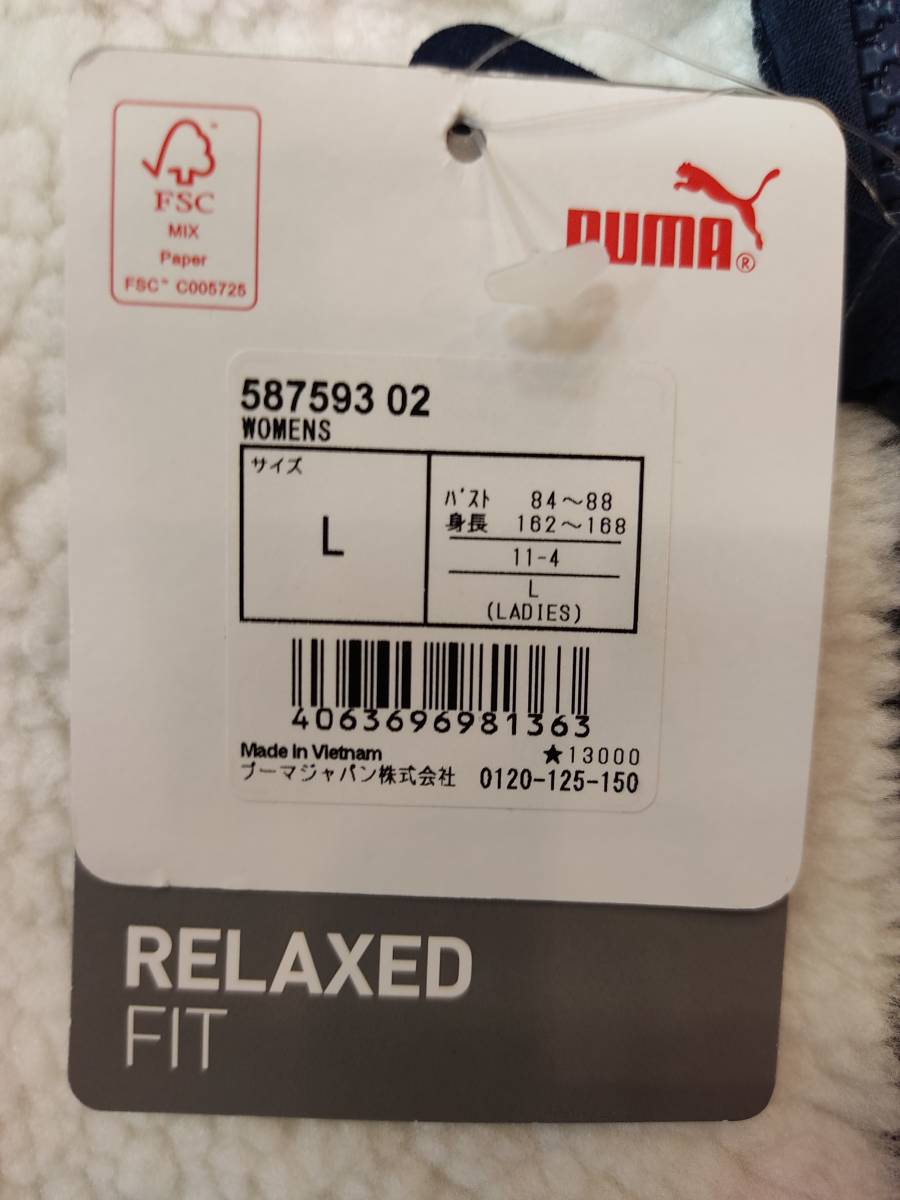 FSC
MIX
Paper
FSC™ C005725
PUMA®
587593 02
WOMENS
サイズ
L
バスト 84～88
身長 162～168
11-4
L
(LADIES)
4063696981363
Made In Vietnam
★13000
プーマジャパン株式会社 0120-125-150
RELAXED
FIT